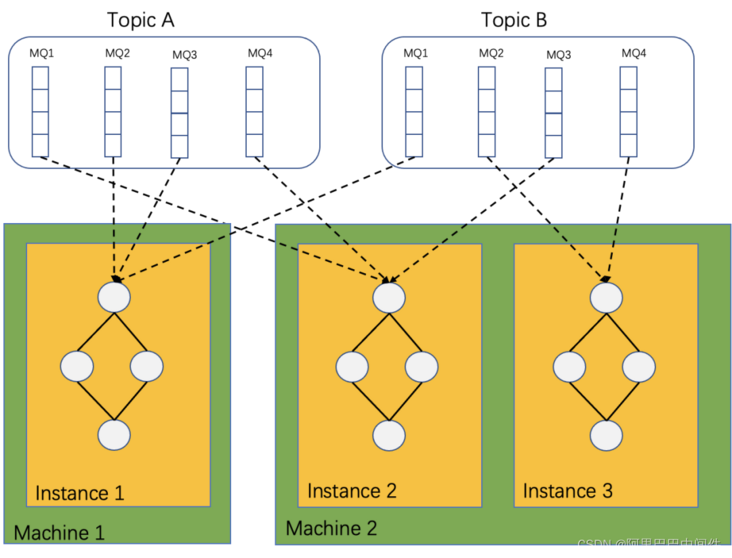 Topic A
Topic B
MQ1
MQ2
MQ3
MQ4
MQ1
MQ2
MQ3
MQ4
Instance 1
Instance 2
Instance 3
Machine 1
Machine 2
CSDN @阿里巴巴中间件